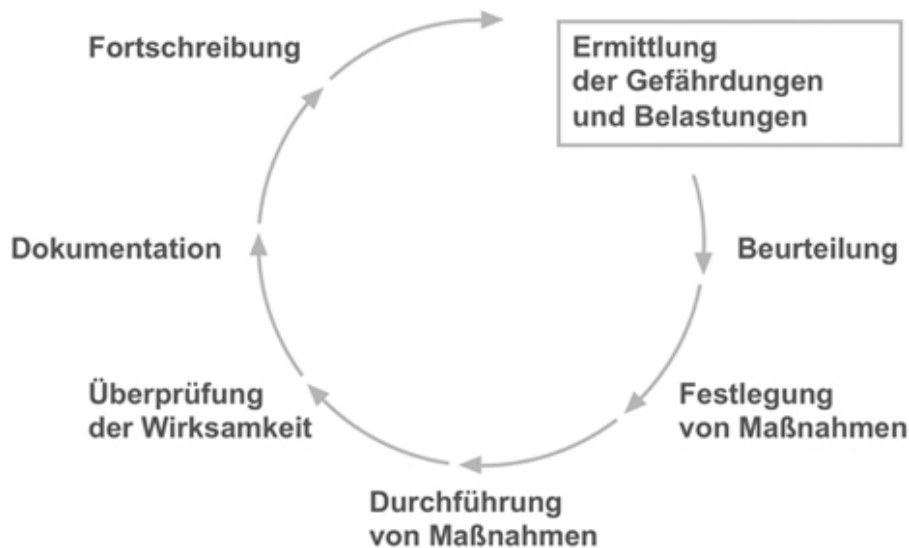 Fortschreibung
Ermittlung
der Gefährdungen
und Belastungen
Dokumentation
Beurteilung
Überprüfung
der Wirksamkeit
Festlegung
von Maßnahmen
Durchführung
von Maßnahmen